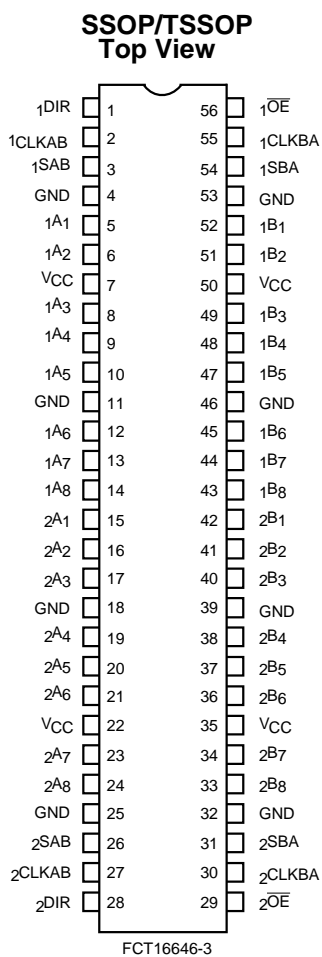 SSOP/TSSOP
Top View
1DIR 1 56 1O̅E̅
1CLKAB 2 55 1CLKBA
1SAB 3 54 1SBA
GND 4 53 GND
1A1 5 52 1B1
1A2 6 51 1B2
VCC 7 50 VCC
1A3 8 49 1B3
1A4 9 48 1B4
1A5 10 47 1B5
GND 11 46 GND
1A6 12 45 1B6
1A7 13 44 1B7
1A8 14 43 1B8
2A1 15 42 2B1
2A2 16 41 2B2
2A3 17 40 2B3
GND 18 39 GND
2A4 19 38 2B4
2A5 20 37 2B5
2A6 21 36 2B6
VCC 22 35 VCC
2A7 23 34 2B7
2A8 24 33 2B8
GND 25 32 GND
2SAB 26 31 2SBA
2CLKAB 27 30 2CLKBA
2DIR 28 29 2O̅E̅
FCT16646-3